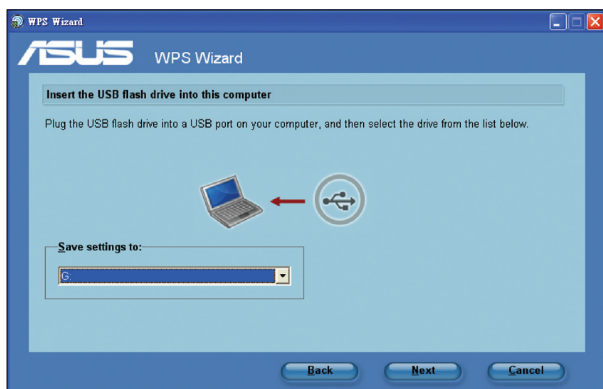 WPS Wizard
ASUS WPS Wizard
Insert the USB flash drive into this computer
Plug the USB flash drive into a USB port on your computer, and then select the drive from the list below.
Save settings to:
G:
Back Next Cancel